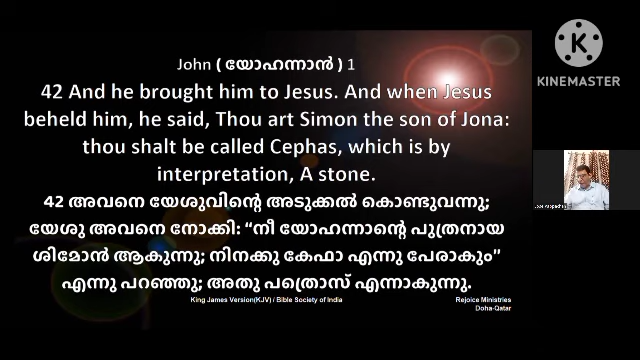 John ( യോഹന്നാൻ ) 1
42 And he brought him to Jesus. And when Jesus
beheld him, he said, Thou art Simon the son of Jona:
thou shalt be called Cephas, which is by
interpretation, A stone.
42 അവനെ യേശുവിന്റെ അടുക്കൽ കൊണ്ടുവന്നു;
യേശു അവനെ നോക്കി: “നീ യോഹന്നാന്റെ പുത്രനായ
ശിമോൻ ആകുന്നു; നിനക്കു കേഫാ എന്നു പേരാകും”
എന്നു പറഞ്ഞു; അതു പത്രൊസ് എന്നാകുന്നു.
King James Version(KJV) / Bible Society of India
Rejoice Ministries
Doha-Qatar
K
KINEMASTER